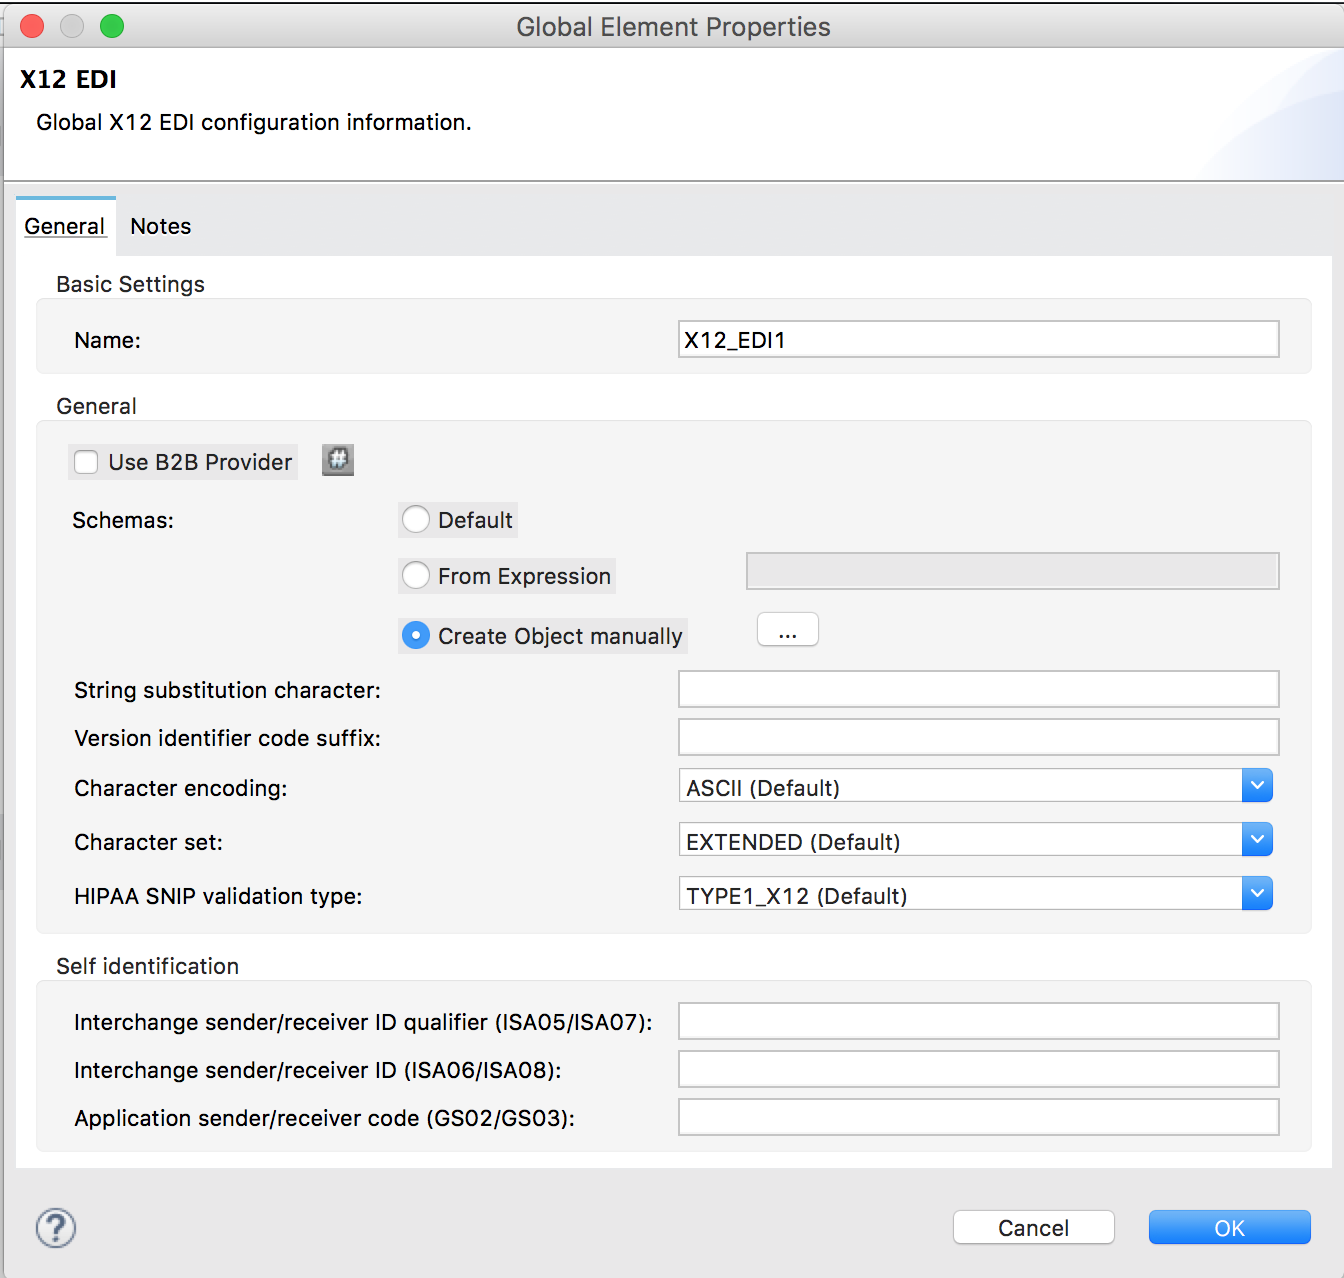 Global Element Properties
X12 EDI
Global X12 EDI configuration information.
General Notes
Basic Settings
Name: X12_EDI1
General
Use B2B Provider #
Schemas: Default
From Expression
Create Object manually ...
String substitution character:
Version identifier code suffix:
Character encoding: ASCII (Default)
Character set: EXTENDED (Default)
HIPAA SNIP validation type: TYPE1_X12 (Default)
Self identification
Interchange sender/receiver ID qualifier (ISA05/ISA07):
Interchange sender/receiver ID (ISA06/ISA08):
Application sender/receiver code (GS02/GS03):
? Cancel OK